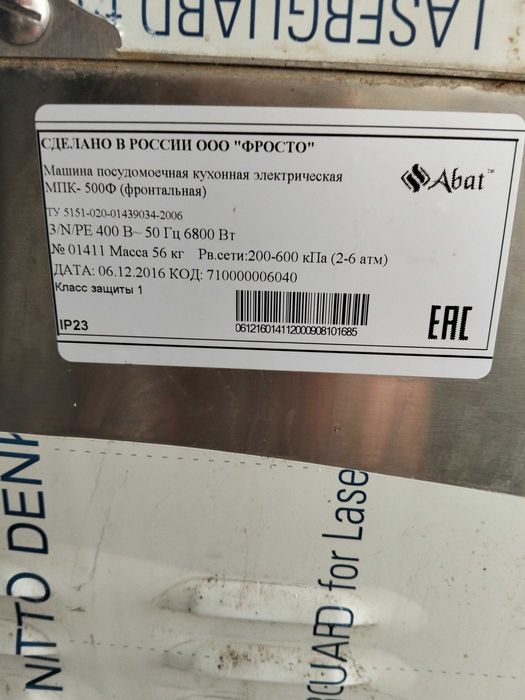 LASERGUARD f
СДЕЛАНО В РОССИИ ООО "ФРОСТО"
Машина посудомоечная кухонная электрическая
МПК- 500Ф (фронтальная)
Abat™
ТУ 5151-020-01439034-2006
3/N/PE 400 В~ 50 Гц 6800 Вт
№ 01411 Масса 56 кг Рв.сети:200-600 кПа (2-6 атм)
ДАТА: 06.12.2016 КОД: 710000006040
Класс защиты 1
0612160141112000908101685
IP23
EAC
NITTO DENK
GUARD for Lase